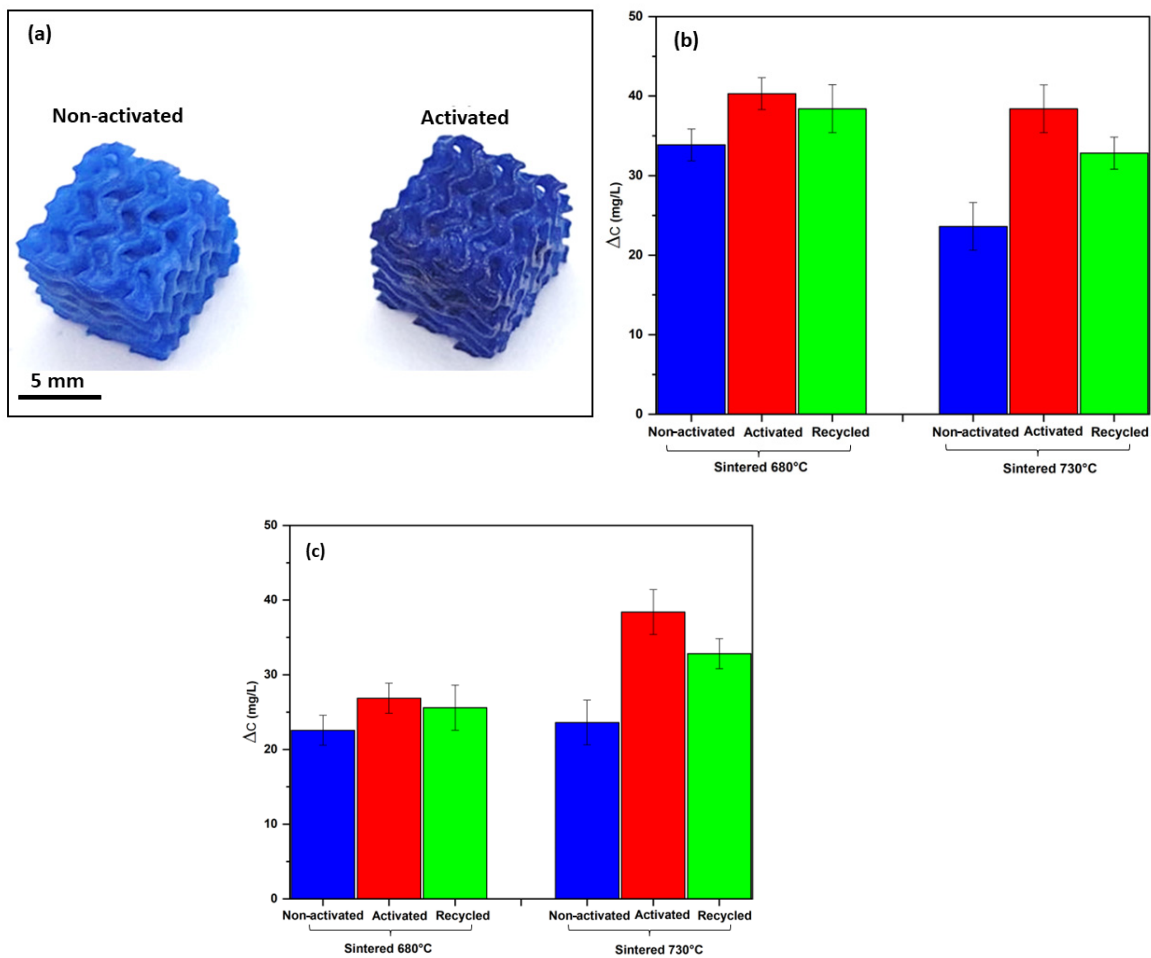 (a)
Non-activated
Activated
5 mm
(b)
50
40
30
20
10
0
ΔC (mg/L)
Non-activated Activated Recycled
Non-activated Activated Recycled
Sintered 680°C
Sintered 730°C
(c)
50
40
30
20
10
0
ΔC (mg/L)
Non-activated Activated Recycled
Non-activated Activated Recycled
Sintered 680°C
Sintered 730°C